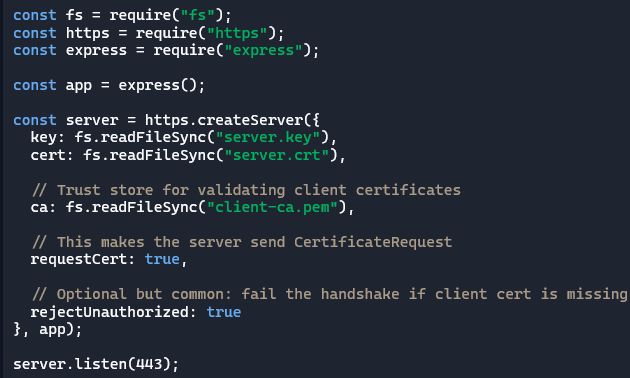 const fs = require("fs");
const https = require("https");
const express = require("express");
const app = express();
const server = https.createServer({
key: fs.readFileSync("server.key"),
cert: fs.readFileSync("server.crt"),
// Trust store for validating client certificates
ca: fs.readFileSync("client-ca.pem"),
// This makes the server send CertificateRequest
requestCert: true,
// Optional but common: fail the handshake if client cert is missing
rejectUnauthorized: true
}, app);
server.listen(443);